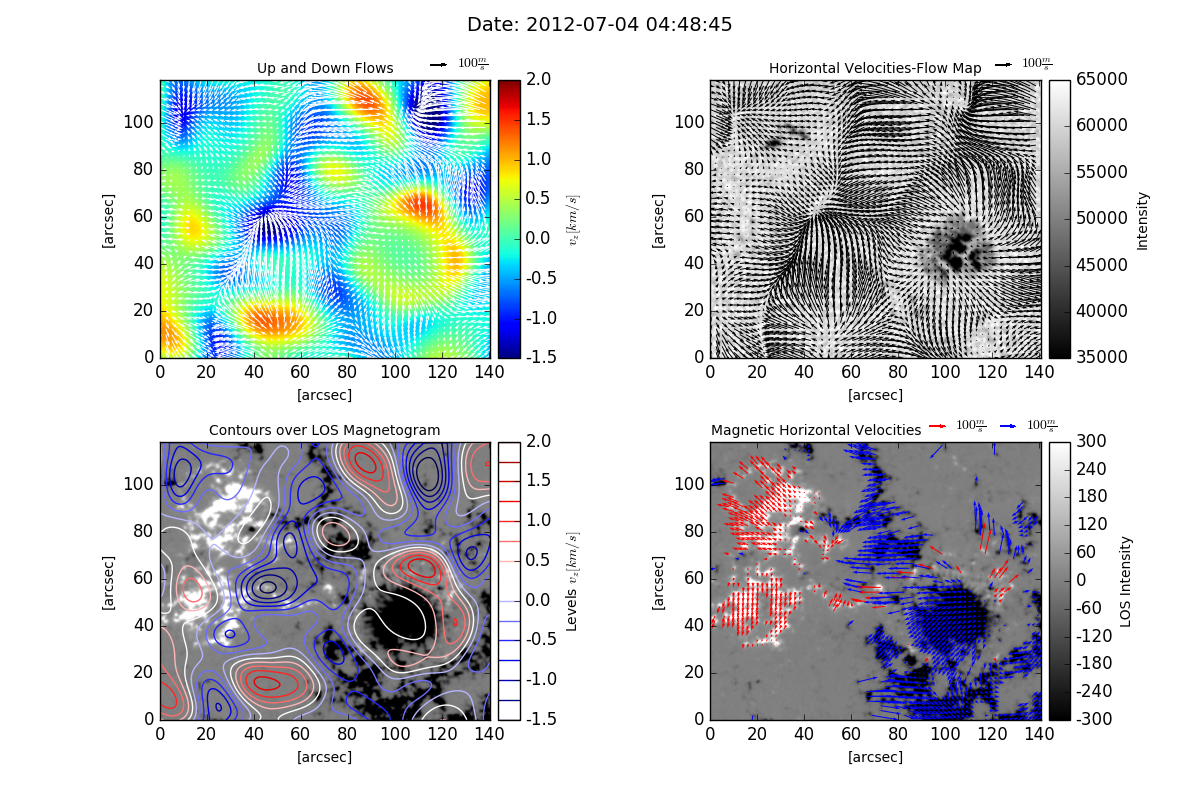 Date: 2012-07-04 04:48:45
Up and Down Flows
100 m/s
100
80
60
40
20
0
[arcsec]
0 20 40 60 80 100 120 140
[arcsec]
2.0
1.5
1.0
0.5
0.0
-0.5
-1.0
-1.5
v_z[km/s]
Horizontal Velocities-Flow Map
100 m/s
100
80
60
40
20
0
[arcsec]
0 20 40 60 80 100 120 140
[arcsec]
65000
60000
55000
50000
45000
40000
35000
Intensity
Contours over LOS Magnetogram
100
80
60
40
20
0
[arcsec]
0 20 40 60 80 100 120 140
[arcsec]
2.0
1.5
1.0
0.5
0.0
-0.5
-1.0
-1.5
Levels v_z[km/s]
Magnetic Horizontal Velocities
100 m/s
100 m/s
100
80
60
40
20
0
[arcsec]
0 20 40 60 80 100 120 140
[arcsec]
300
240
180
120
60
0
-60
-120
-180
-240
-300
LOS Intensity